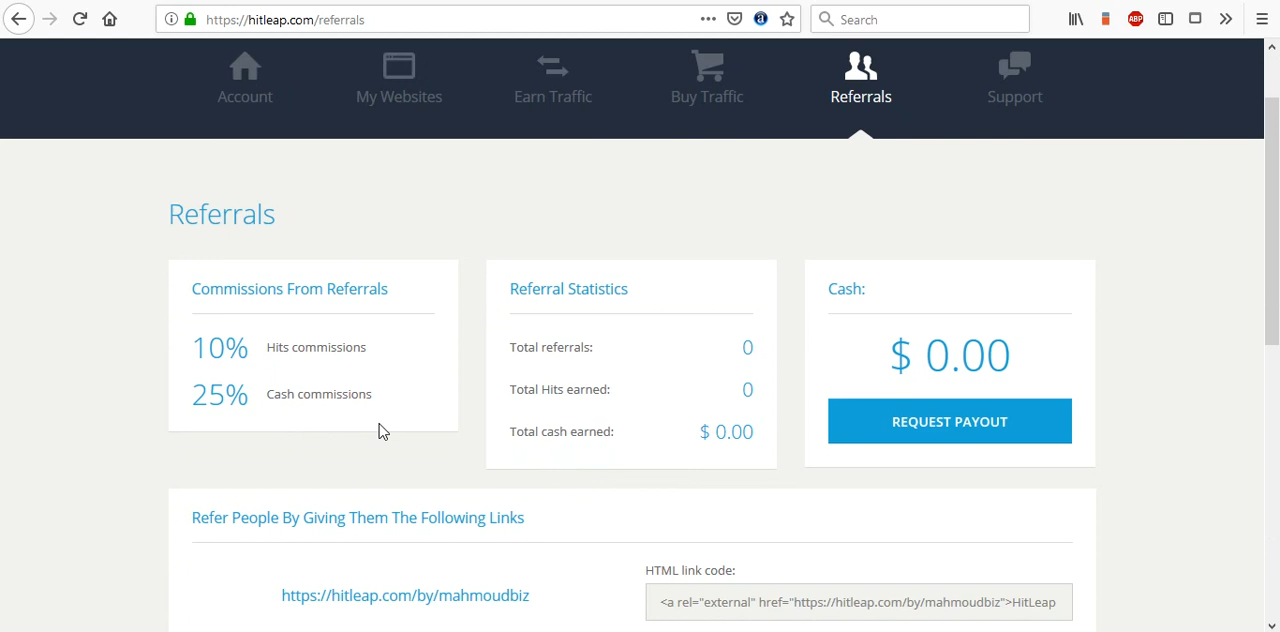 https://hitleap.com/referrals
Search
ABP
Account
My Websites
Earn Traffic
Buy Traffic
Referrals
Support
Referrals
Commissions From Referrals
10% Hits commissions
25% Cash commissions
Referral Statistics
Total referrals: 0
Total Hits earned: 0
Total cash earned: $ 0.00
Cash:
$ 0.00
REQUEST PAYOUT
Refer People By Giving Them The Following Links
https://hitleap.com/by/mahmoudbiz
HTML link code:
<a rel="external" href="https://hitleap.com/by/mahmoudbiz">HitLeap